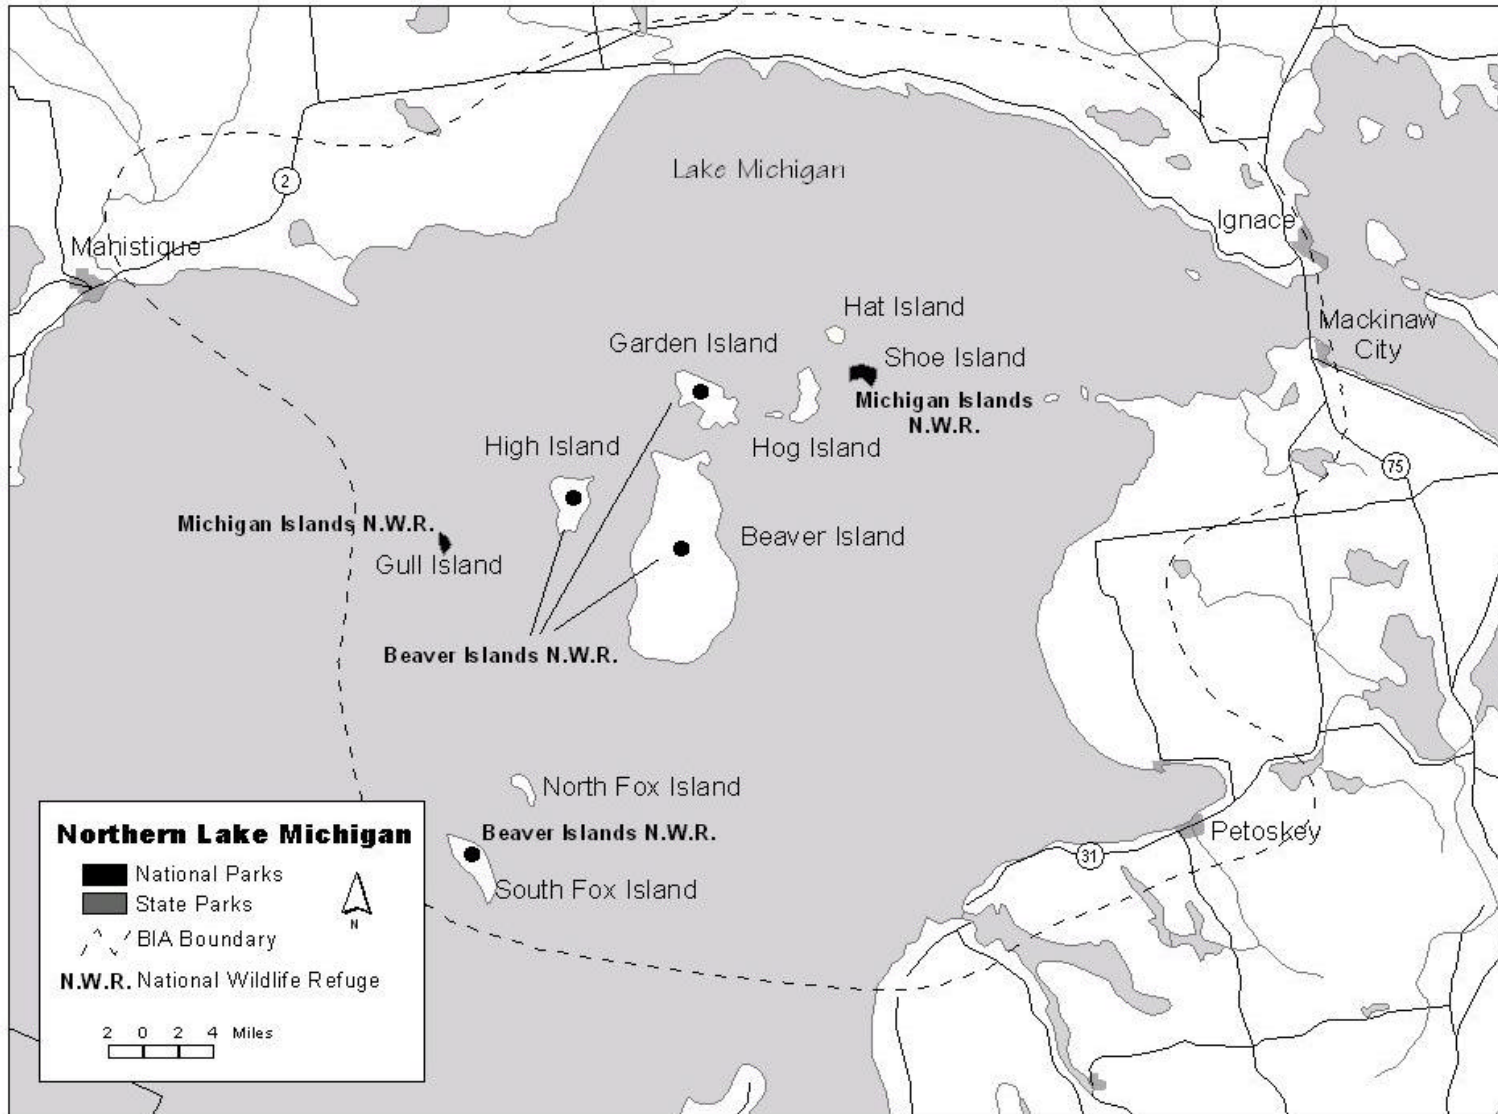 Lake Michigan
2
Ignace
Mahistique
Hat Island
Mackinaw
City
Garden Island
Shoe Island
Michigan Islands
N.W.R.
High Island
Hog Island
75
Michigan Islands N.W.R.
Gull Island
Beaver Island
Beaver Islands N.W.R.
North Fox Island
Beaver Islands N.W.R.
South Fox Island
Petoskey
31
Northern Lake Michigan
National Parks
State Parks
N
BIA Boundary
N.W.R. National Wildlife Refuge
2 0 2 4 Miles